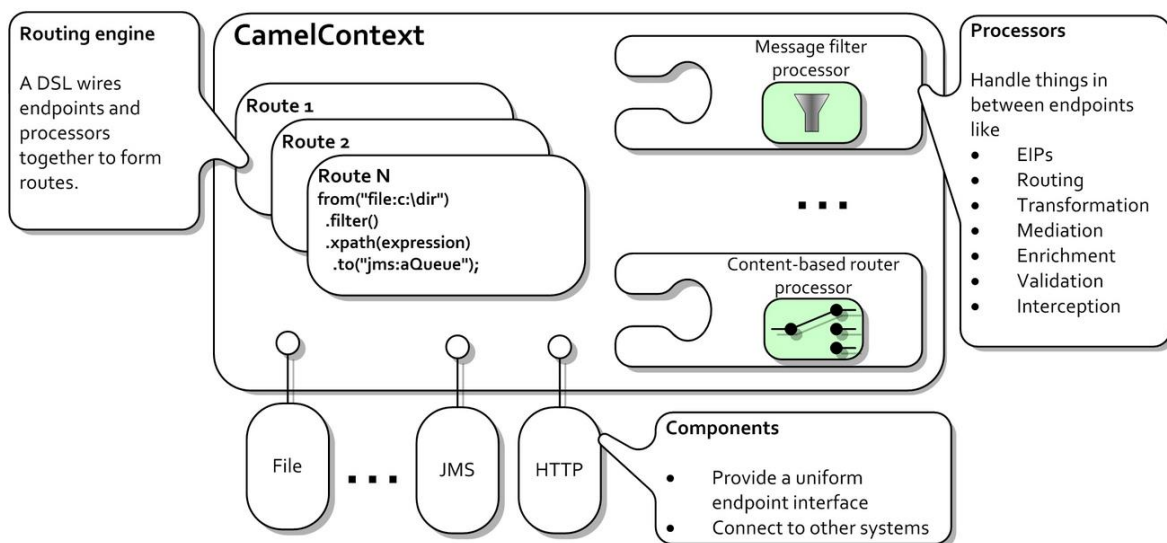 Routing engine
A DSL wires
endpoints and
processors
together to form
routes.
CamelContext
Route 1
Route 2
Route N
from("file:c:\dir")
.filter()
.xpath(expression)
.to("jms:aQueue");
Message filter
processor
...
Content-based router
processor
Processors
Handle things in
between endpoints
like
● EIPs
● Routing
● Transformation
● Mediation
● Enrichment
● Validation
● Interception
File
...
JMS
HTTP
Components
● Provide a uniform
endpoint interface
● Connect to other systems